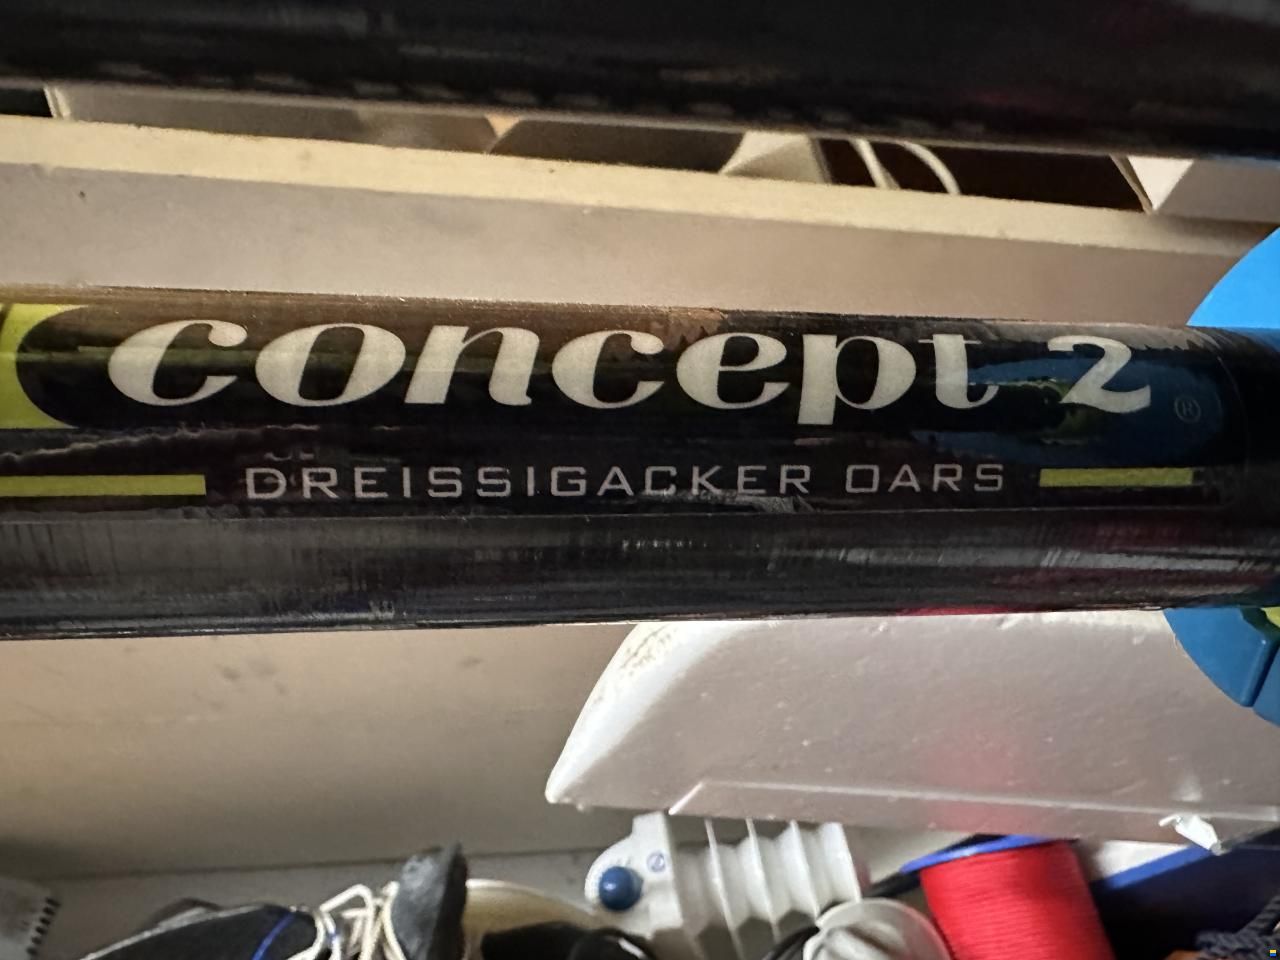 concept 2 ®
DREISSIGACKER OARS